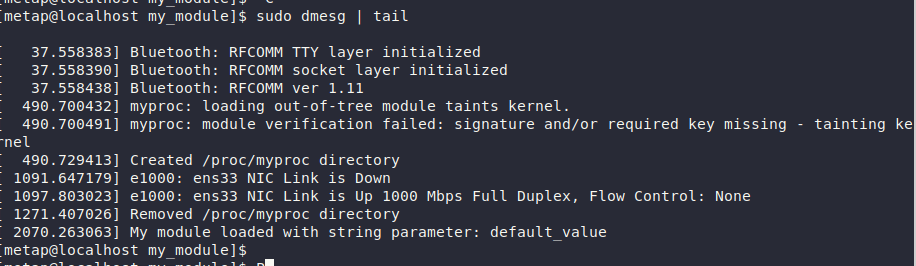 [metap@localhost my_module]$ sudo dmesg | tail
[   37.558383] Bluetooth: RFCOMM TTY layer initialized
[   37.558390] Bluetooth: RFCOMM socket layer initialized
[   37.558438] Bluetooth: RFCOMM ver 1.11
[  490.700432] myproc: loading out-of-tree module taints kernel.
[  490.700491] myproc: module verification failed: signature and/or required key missing - tainting ke
rnel
[  490.729413] Created /proc/myproc directory
[ 1091.647179] e1000: ens33 NIC Link is Down
[ 1097.803023] e1000: ens33 NIC Link is Up 1000 Mbps Full Duplex, Flow Control: None
[ 1271.407026] Removed /proc/myproc directory
[ 2070.263063] My module loaded with string parameter: default_value
[metap@localhost my_module]$
[metap@localhost my_module]$